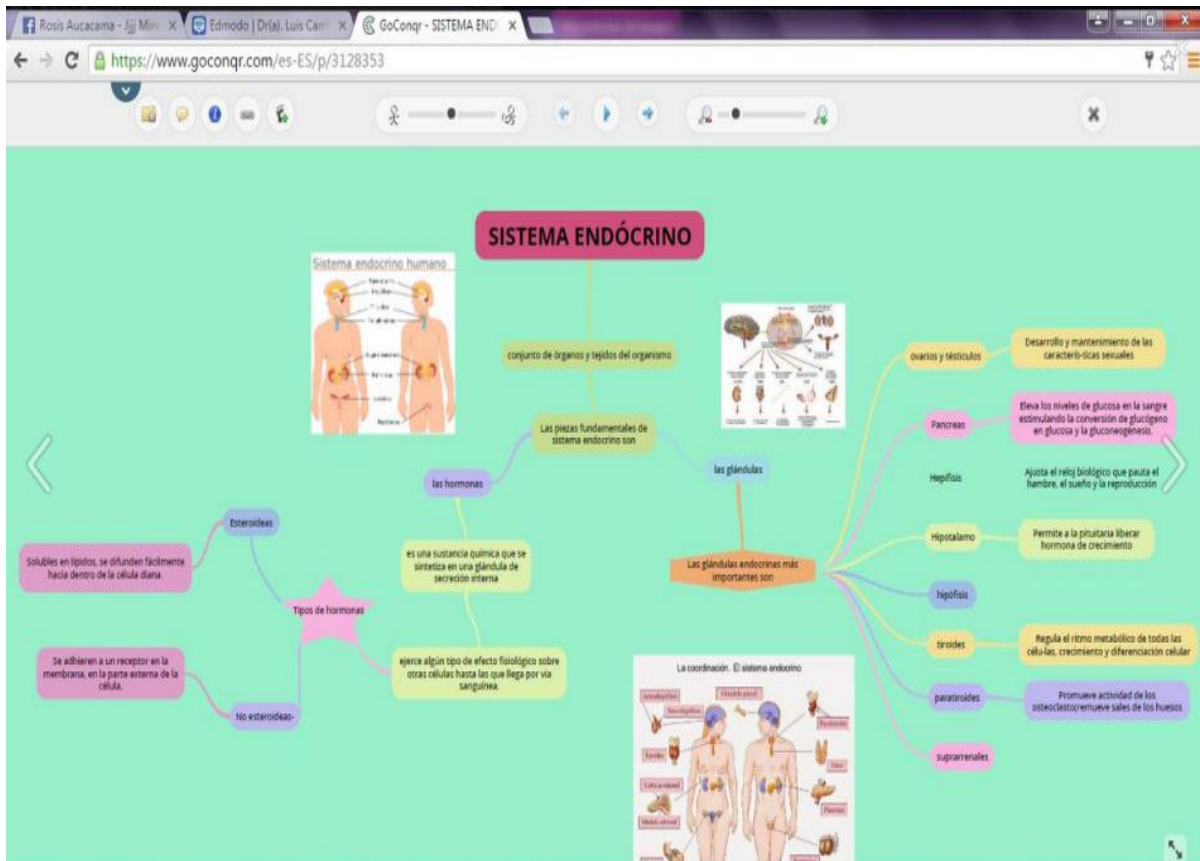 Rosis Aucacama -
Edmodo | Dr(a). Luis Cam
GoConqr - SISTEMA END
https://www.goconqr.com/es-ES/p/3128353
SISTEMA ENDÓCRINO
Sistema endocrino humano
conjunto de órganos y tejidos del organismo
Las piezas fundamentales de
sistema endocrino son
las hormonas
las glándulas
Esteroideas
Solubles en lípidos, se difunden fácilmente
hacia dentro de la célula diana.
es una sustancia química que se
sintetiza en una glándula de
secreción interna
Tipos de hormonas
Se adhieren a un receptor en la
membrana, en la parte externa de la
célula.
ejerce algún tipo de efecto fisiológico sobre
otras células hasta las que llega por vía
sanguínea.
No esteroideas-
Las glándulas endocrinas más
importantes son
ovarios y téstículos
Desarrollo y mantenimiento de las
caracterís-ticas sexuales
Pancreas
Eleva los niveles de glucosa en la sangre
estimulando la conversión de glucógeno
en glucosa y la gluconeogénesis.
Hepifisis
Ajusta el reloj biológico que pauta el
hambre, el sueño y la reproducción
Hipotalamo
Permite a la pituitaria liberar
hormona de crecimiento
hipófisis
tiroides
Regula el ritmo metabólico de todas las
célu-las, crecimiento y diferenciación celular
paratiroides
Promueve actividad de los
osteoclasto;remueve sales de los huesos
suprarrenales
La coordinación. El sistema endocrino